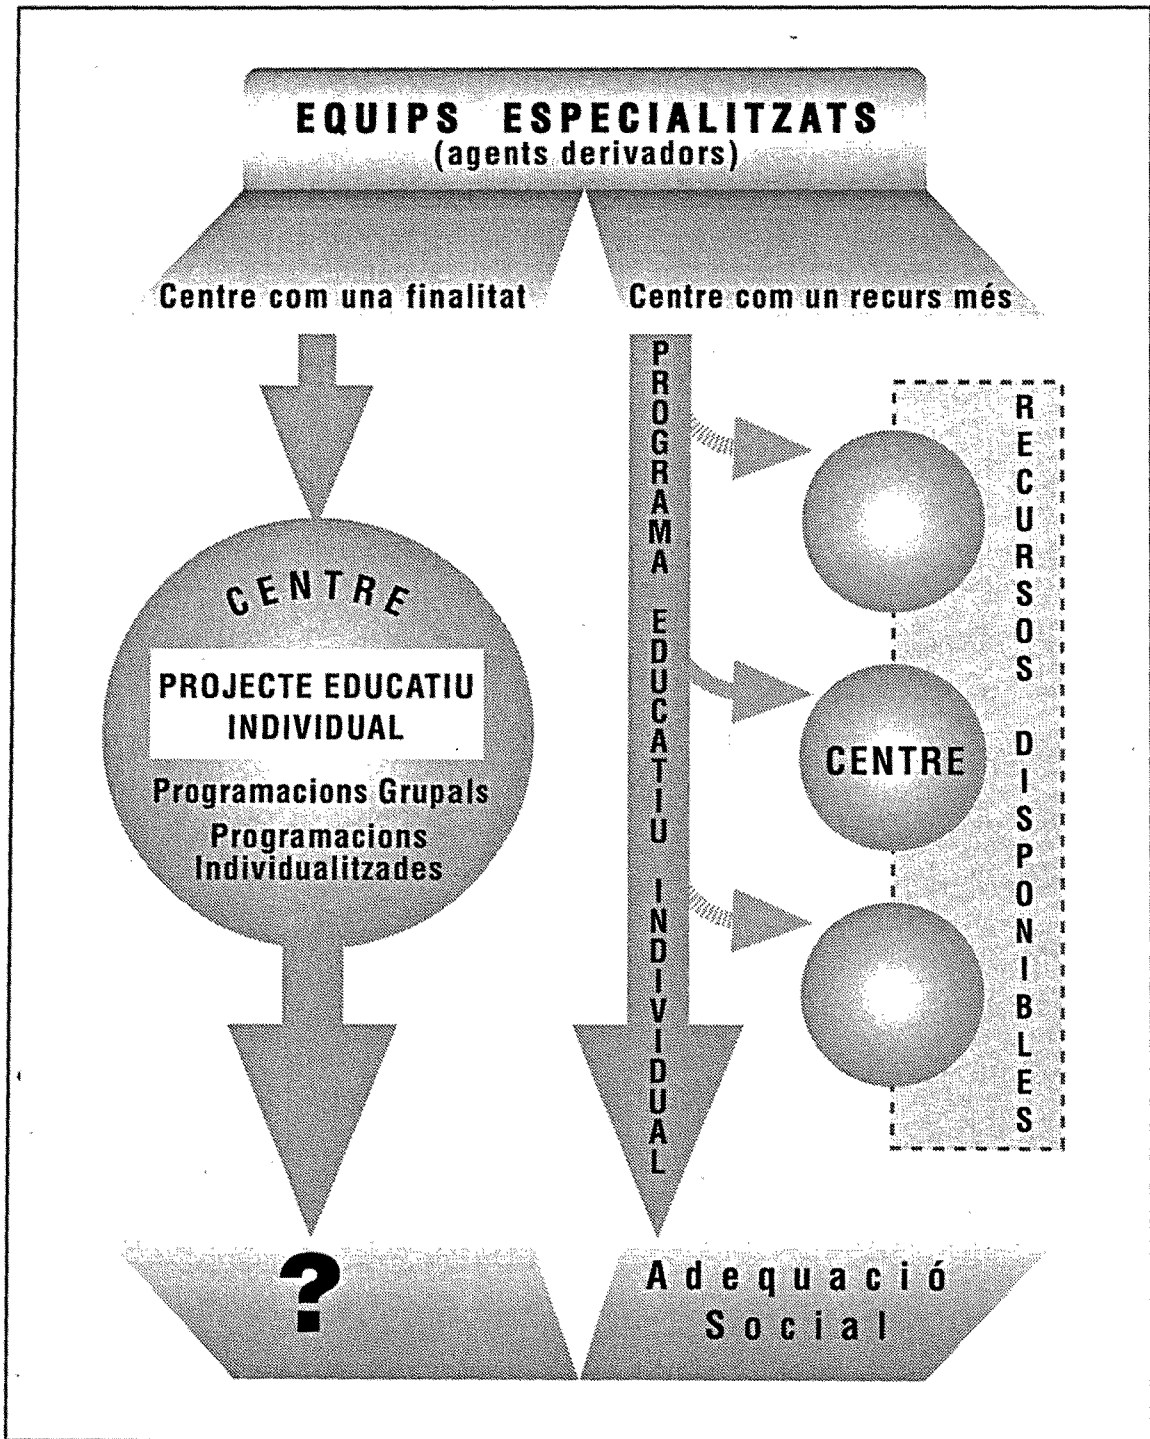 EQUIPS ESPECIALITZATS
(agents derivadors)
Centre com una finalitat
Centre com un recurs més
CENTRE
PROJECTE EDUCATIU
INDIVIDUAL
Programacions Grupals
Programacions
Individualitzades
?
PROGRAMA EDUCATIU INDIVIDUAL
CENTRE
RECURSOS DISPONIBLES
Adequació
Social